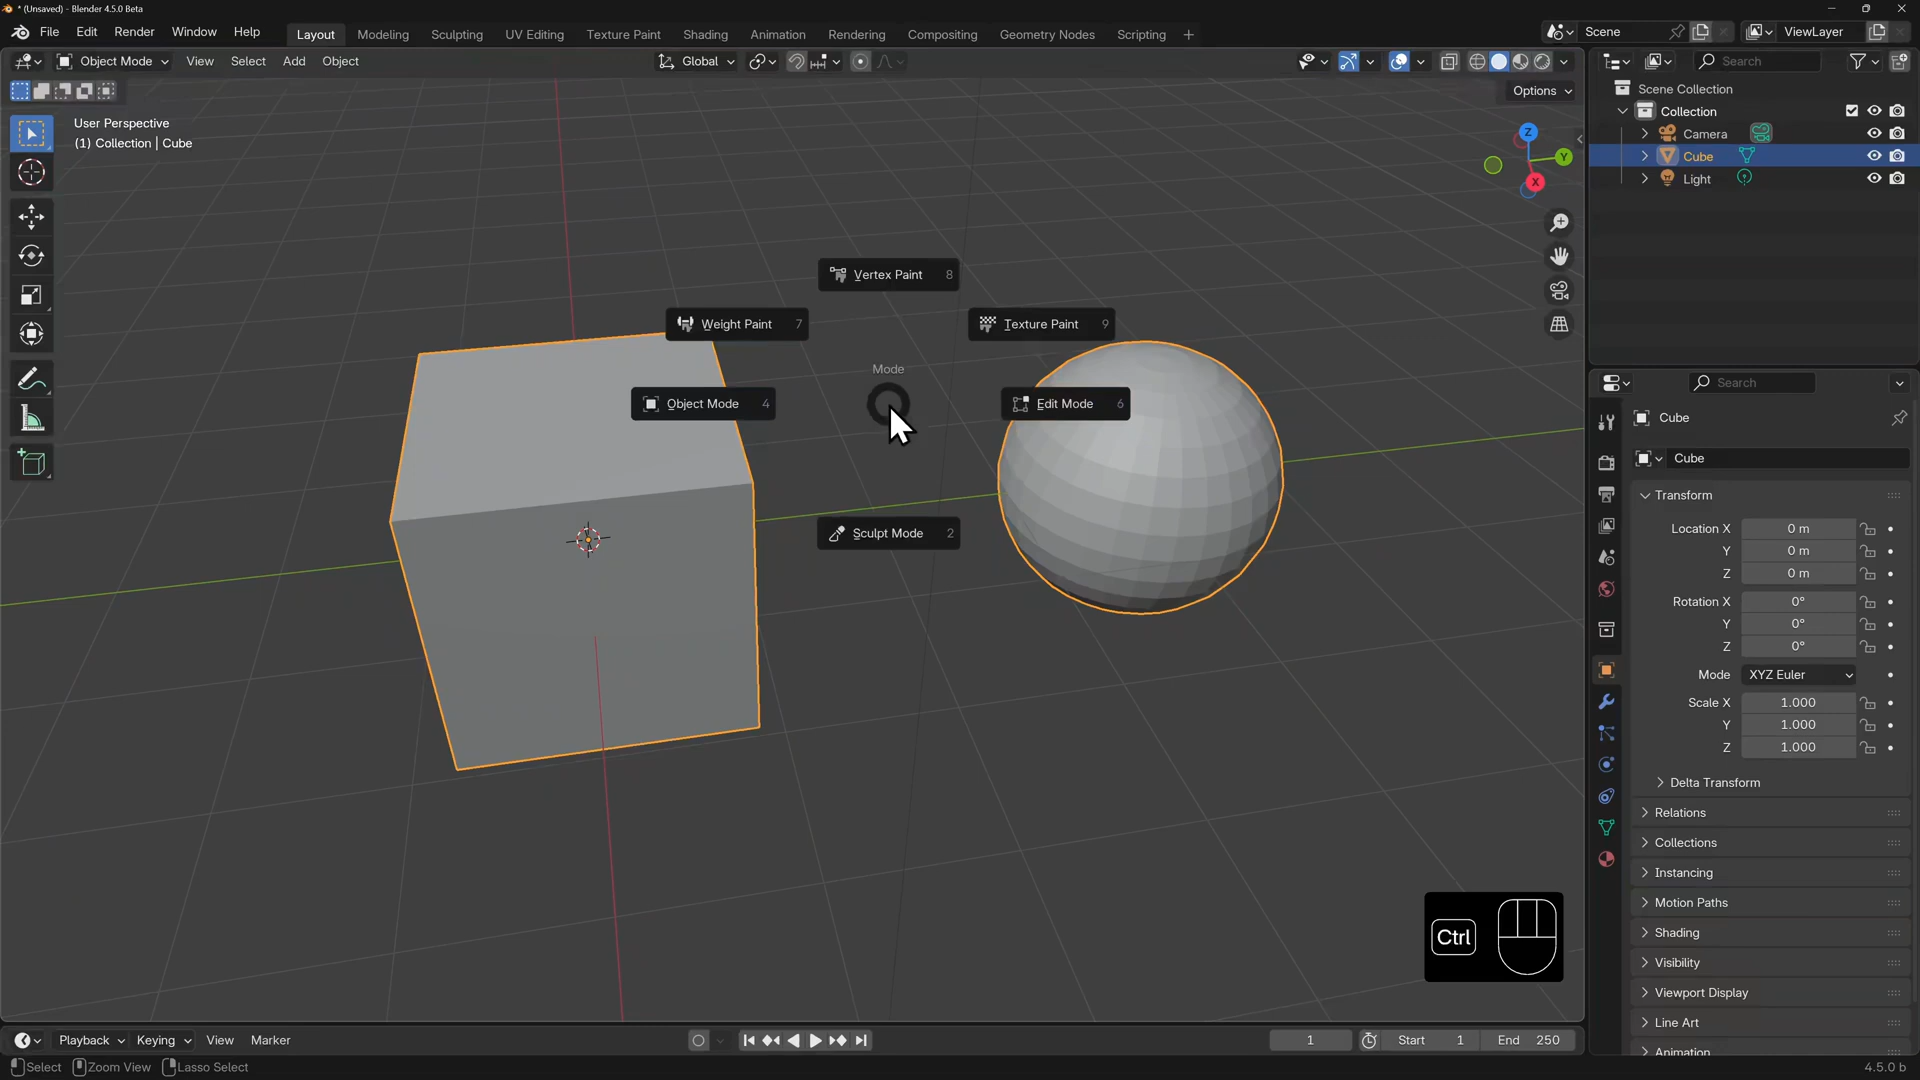 * (Unsaved) - Blender 4.5.0 Beta
File Edit Render Window Help Layout Modeling Sculpting UV Editing Texture Paint Shading Animation Rendering Compositing Geometry Nodes Scripting + Scene ViewLayer
Object Mode View Select Add Object Global Search
Options
User Perspective
(1) Collection | Cube
Z
Y
X
Vertex Paint 8
Weight Paint 7
Texture Paint 9
Mode
Object Mode 4
Edit Mode 6
Sculpt Mode 2
Ctrl
Scene Collection
Collection
Camera
Cube
Light
Search
Cube
Cube
Transform
Location X 0 m
Y 0 m
Z 0 m
Rotation X 0°
Y 0°
Z 0°
Mode XYZ Euler
Scale X 1.000
Y 1.000
Z 1.000
Delta Transform
Relations
Collections
Instancing
Motion Paths
Shading
Visibility
Viewport Display
Line Art
Animation
Playback Keying View Marker 1 Start 1 End 250
Select Zoom View Lasso Select 4.5.0 b